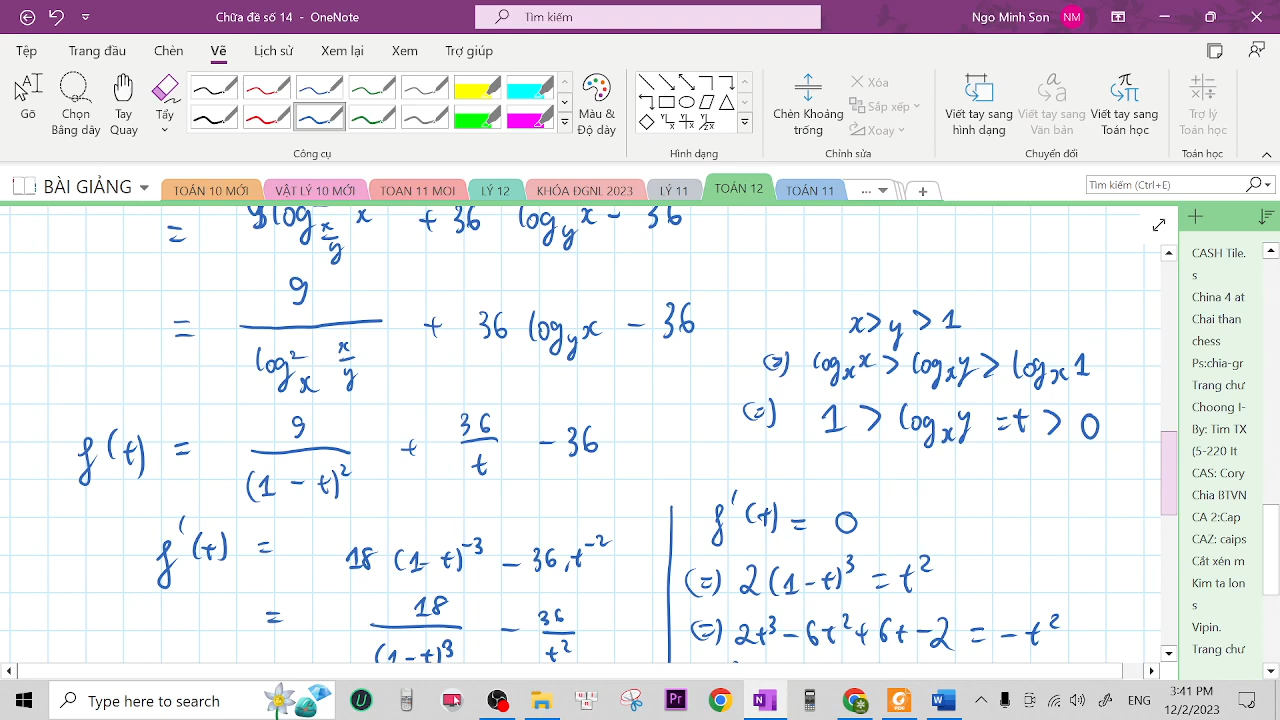 Chữa đề số 14 - OneNote
Tìm kiếm
Ngo Minh Son
NM
Tệp
Trang đầu
Chèn
Vẽ
Lịch sử
Xem lại
Xem
Trợ giúp
Gõ
Chọn Bằng dây
Tay Quay
Tẩy
Màu & Độ dày
Chèn Khoảng trống
Xóa
Sắp xếp
Xoay
Viết tay sang hình dạng
Viết tay sang Văn bản
Viết tay sang Toán học
Xử lý Toán học
Công cụ
Hình dạng
Chỉnh sửa
Chuyển đổi
Toán học
BÀI GIẢNG
TOÁN 10 MỚI
VẬT LÝ 10 MỚI
TOAN 11 MOI
LÝ 12
KHÓA ĐGNL 2023
LÝ 11
TOÁN 12
TOÁN 11
...
Tìm kiếm (Ctrl+E)
= 9log²_{x/y} x + 36 log_y x - 36
= 9 / log²_x x/y + 36 log_y x - 36
f(t) = 9 / (1 - t)² + 36 / t - 36
f'(t) = 18 (1 - t)⁻³ - 36.t⁻²
= 18 / (1-t)³ - 36 / t²
x > y > 1
(=) log_x x > log_x y > log_x 1
(=) 1 > log_x y = t > 0
f'(t) = 0
(=) 2(1-t)³ = t²
(=) 2t³ - 6t² + 6t - 2 = - t²
CASH Tile.
s
China 4 at
Chai than
chess
Ps:chia-gr
Trang chư
Choong I-
By: Tim TX
(5-220 It
CAS: Cory
Chia BTVN
CA 2:Cap
CAZ: caips
Cắt xén m
Kim ta lon
s
Vipin.
Trang chư
Type here to search
3:41 PM
12/2/2023